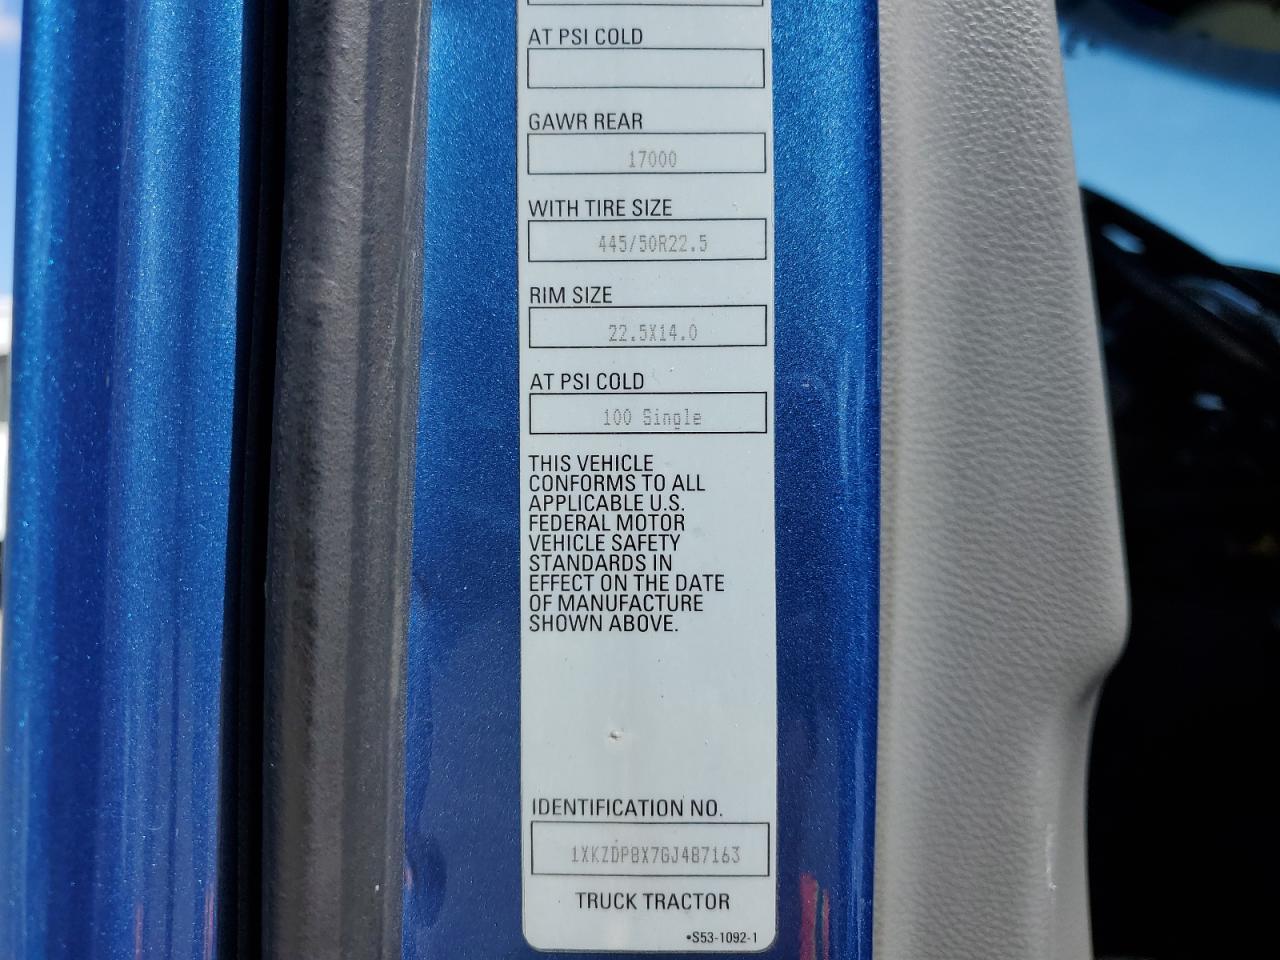 AT PSI COLD
GAWR REAR
17000
WITH TIRE SIZE
445/50R22.5
RIM SIZE
22.5X14.0
AT PSI COLD
100 Single
THIS VEHICLE
CONFORMS TO ALL
APPLICABLE U.S.
FEDERAL MOTOR
VEHICLE SAFETY
STANDARDS IN
EFFECT ON THE DATE
OF MANUFACTURE
SHOWN ABOVE.
IDENTIFICATION NO.
1XKZDP8X7GJ487163
TRUCK TRACTOR
•S53-1092-1